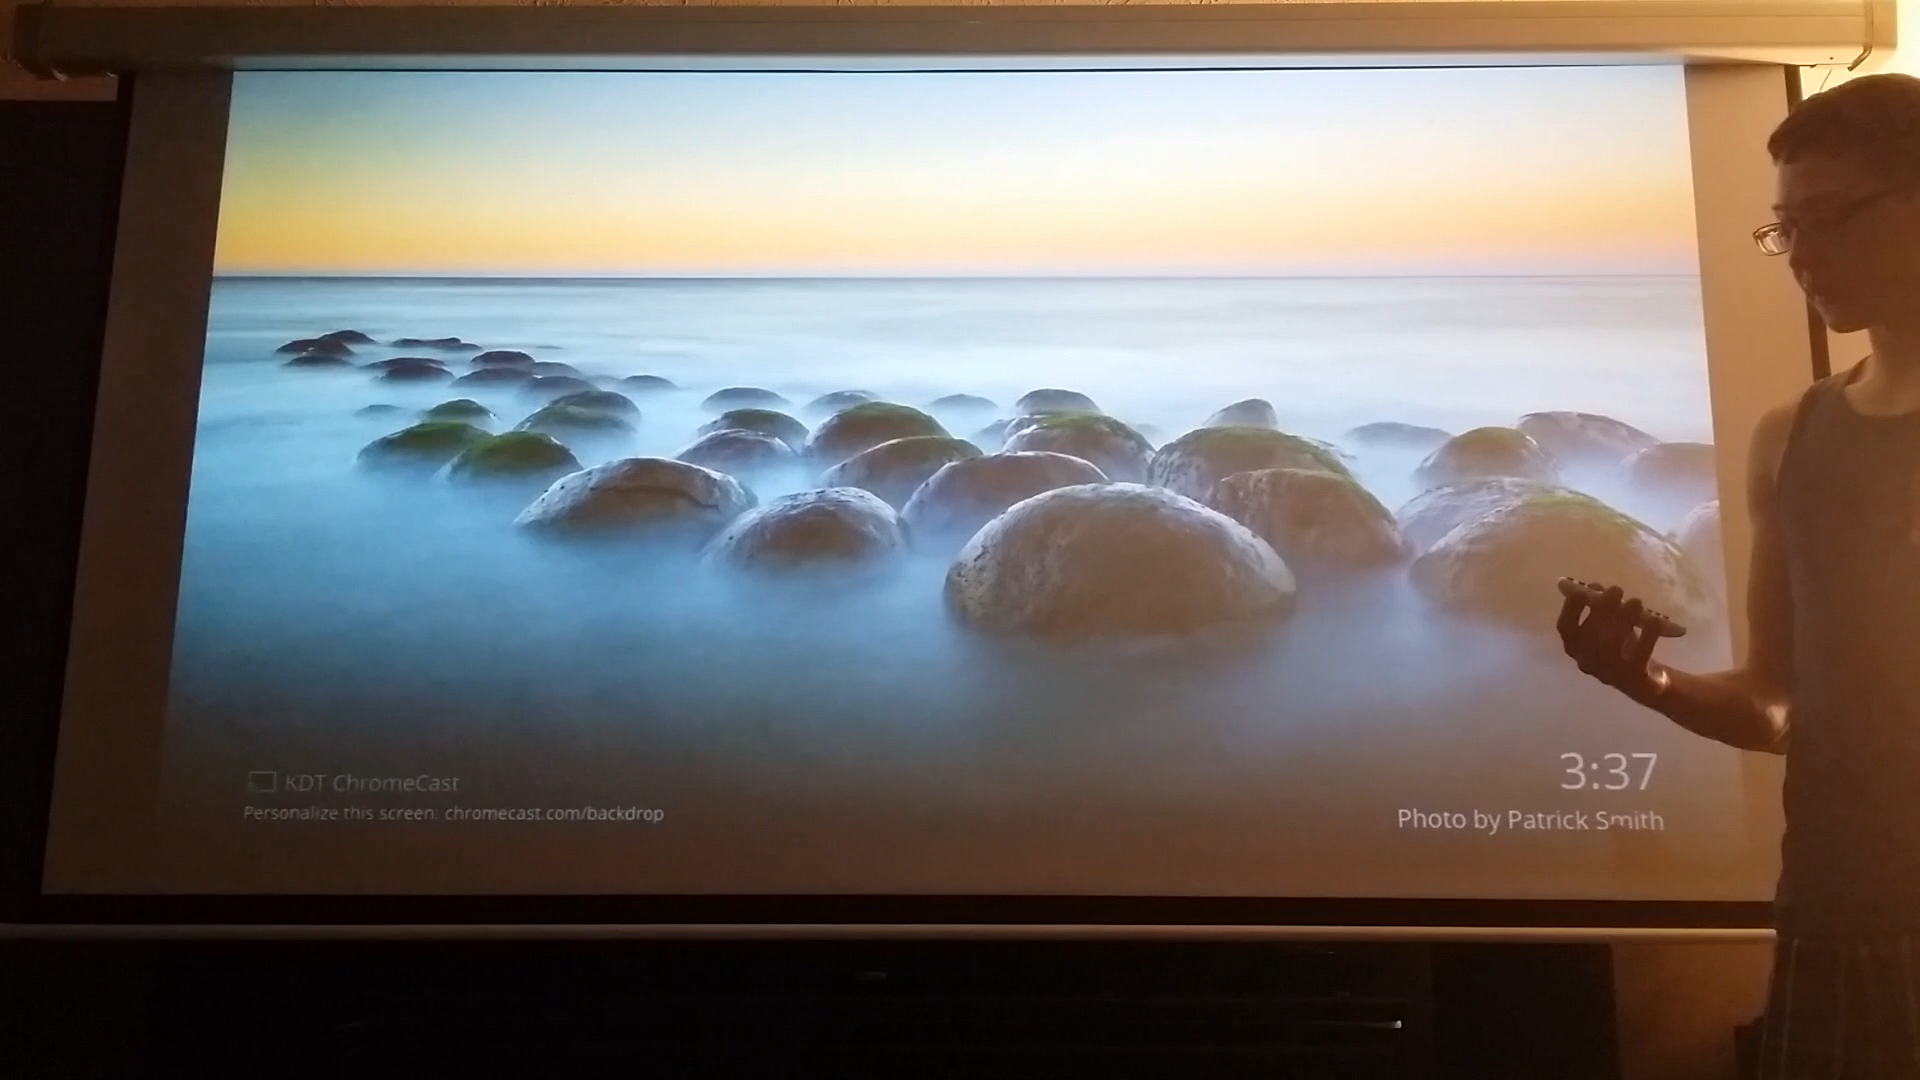 KDT ChromeCast
Personalize this screen: chromecast.com/backdrop
3:37
Photo by Patrick Smith